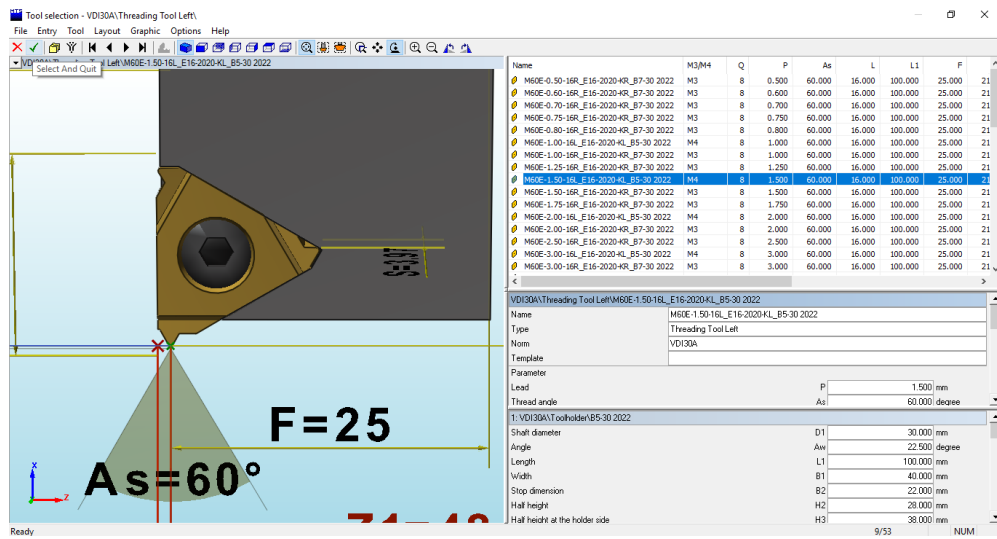 MTS Tool selection - VDI30A\Threading Tool Left\
File Entry Tool Layout Graphic Options Help
Tool Left\M60E-1.50-16L_E16-2020-KL_B5-30 2022
Select And Quit
S=3.97
F=25
As=60°
X
Z
Name M3/M4 Q P As L L1 F
M60E-0.50-16R_E16-2020-KR_B7-30 2022 M3 8 0.500 60.000 16.000 100.000 25.000 21
M60E-0.60-16R_E16-2020-KR_B7-30 2022 M3 8 0.600 60.000 16.000 100.000 25.000 21
M60E-0.70-16R_E16-2020-KR_B7-30 2022 M3 8 0.700 60.000 16.000 100.000 25.000 21
M60E-0.75-16R_E16-2020-KR_B7-30 2022 M3 8 0.750 60.000 16.000 100.000 25.000 21
M60E-0.80-16R_E16-2020-KR_B7-30 2022 M3 8 0.800 60.000 16.000 100.000 25.000 21
M60E-1.00-16L_E16-2020-KL_B5-30 2022 M4 8 1.000 60.000 16.000 100.000 25.000 21
M60E-1.00-16R_E16-2020-KR_B7-30 2022 M3 8 1.000 60.000 16.000 100.000 25.000 21
M60E-1.25-16R_E16-2020-KR_B7-30 2022 M3 8 1.250 60.000 16.000 100.000 25.000 21
M60E-1.50-16L_E16-2020-KL_B5-30 2022 M4 8 1.500 60.000 16.000 100.000 25.000 21
M60E-1.50-16R_E16-2020-KR_B7-30 2022 M3 8 1.500 60.000 16.000 100.000 25.000 21
M60E-1.75-16R_E16-2020-KR_B7-30 2022 M3 8 1.750 60.000 16.000 100.000 25.000 21
M60E-2.00-16L_E16-2020-KL_B5-30 2022 M4 8 2.000 60.000 16.000 100.000 25.000 21
M60E-2.00-16R_E16-2020-KR_B7-30 2022 M3 8 2.000 60.000 16.000 100.000 25.000 21
M60E-2.50-16R_E16-2020-KR_B7-30 2022 M3 8 2.500 60.000 16.000 100.000 25.000 21
M60E-3.00-16L_E16-2020-KL_B5-30 2022 M4 8 3.000 60.000 16.000 100.000 25.000 21
M60E-3.00-16R_E16-2020-KR_B7-30 2022 M3 8 3.000 60.000 16.000 100.000 25.000 21
VDI30A\Threading Tool Left\M60E-1.50-16L_E16-2020-KL_B5-30 2022
Name M60E-1.50-16L_E16-2020-KL_B5-30 2022
Type Threading Tool Left
Norm VDI30A
Template
Parameter
Lead P 1.500 mm
Thread angle As 60.000 degree
1: VDI30A\Toolholder\B5-30 2022
Shaft diameter D1 30.000 mm
Angle Aw 22.500 degree
Length L1 100.000 mm
Width B1 40.000 mm
Stop dimension B2 22.000 mm
Half height H2 28.000 mm
Half height at the holder side H3 38.000 mm
Ready 9/53 NUM